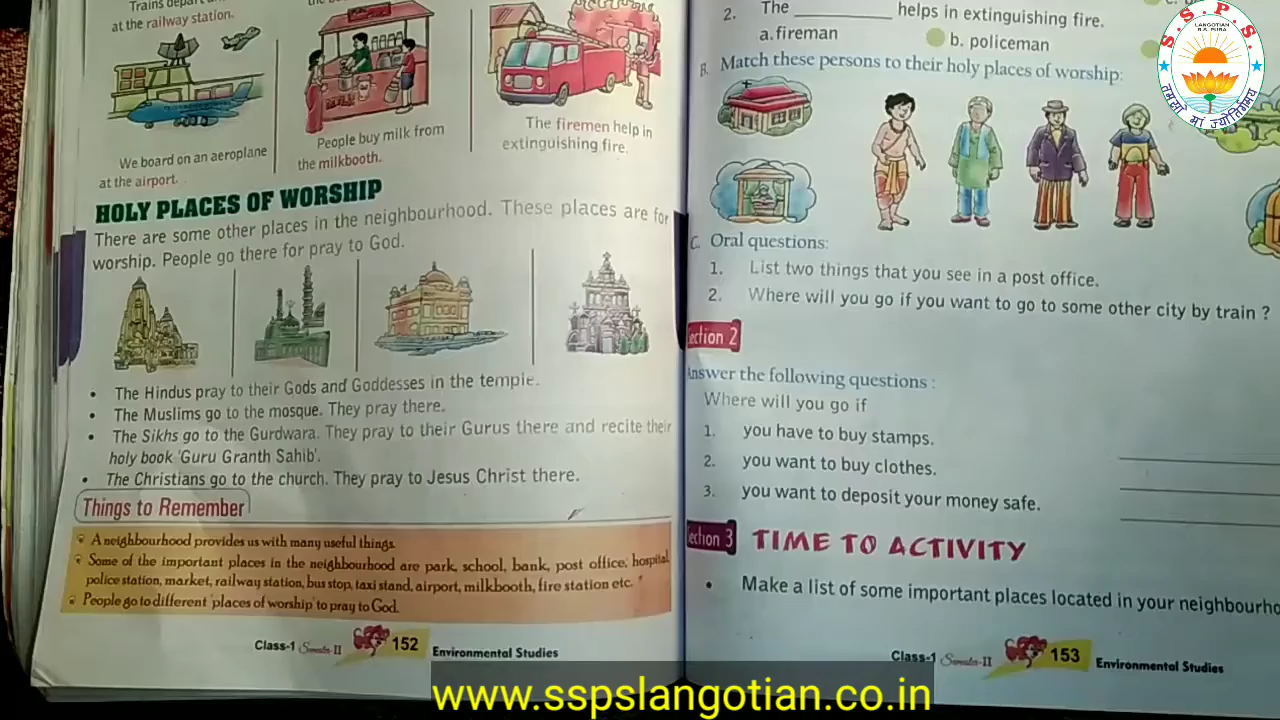 Trains depart
at the railway station.
We board on an aeroplane
at the airport.
People buy milk from
the milkbooth.
The firemen help in
extinguishing fire.
HOLY PLACES OF WORSHIP
There are some other places in the neighbourhood. These places are for
worship. People go there for pray to God.
• The Hindus pray to their Gods and Goddesses in the temple.
• The Muslims go to the mosque. They pray there.
• The Sikhs go to the Gurdwara. They pray to their Gurus there and recite their
holy book 'Guru Granth Sahib'.
• The Christians go to the church. They pray to Jesus Christ there.
Things to Remember
A neighbourhood provides us with many useful things.
Some of the important places in the neighbourhood are park, school, bank, post office, hospital,
police station, market, railway station, bus stop, taxi stand, airport, milkbooth, fire station etc.
People go to different 'places of worship' to pray to God.
Class-1 Semester-II 152 Environmental Studies
2. The __________ helps in extinguishing fire.
a. fireman b. policeman
B. Match these persons to their holy places of worship:
C. Oral questions:
1. List two things that you see in a post office.
2. Where will you go if you want to go to some other city by train ?
Section 2
Answer the following questions :
Where will you go if
1. you have to buy stamps.
2. you want to buy clothes.
3. you want to deposit your money safe.
Section 3 TIME TO ACTIVITY
• Make a list of some important places located in your neighbourho
Class-1 Semester-II 153 Environmental Studies
S.S.P.S.
LANGOTIAN
R.S. PURA
तमसो मां ज्योतिर्गमय
www.sspslangotian.co.in